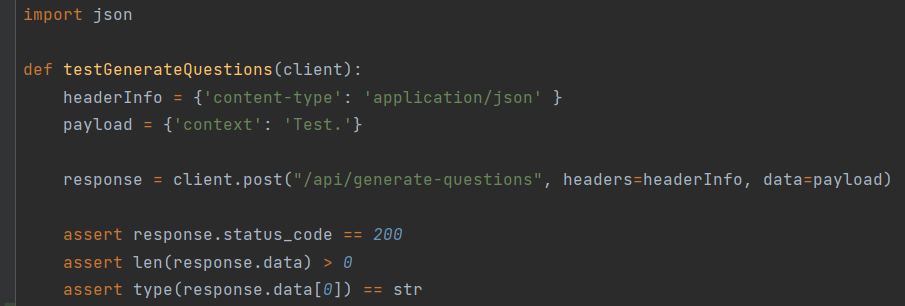 import json
def testGenerateQuestions(client):
headerInfo = {'content-type': 'application/json' }
payload = {'context': 'Test.'}
response = client.post("/api/generate-questions", headers=headerInfo, data=payload)
assert response.status_code == 200
assert len(response.data) > 0
assert type(response.data[0]) == str